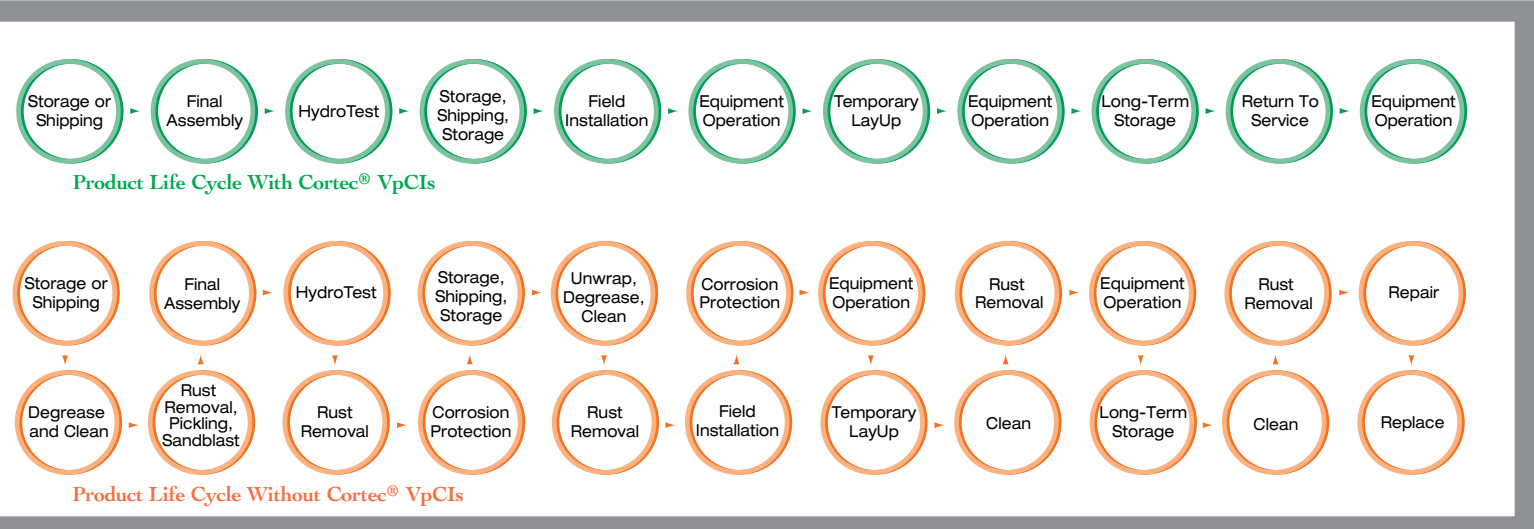 Storage or
Shipping
Final
Assembly
HydroTest
Storage,
Shipping,
Storage
Field
Installation
Equipment
Operation
Temporary
LayUp
Equipment
Operation
Long-Term
Storage
Return To
Service
Equipment
Operation
Product Life Cycle With Cortec® VpCIs
Storage or
Shipping
Final
Assembly
HydroTest
Storage,
Shipping,
Storage
Unwrap,
Degrease,
Clean
Corrosion
Protection
Equipment
Operation
Rust
Removal
Equipment
Operation
Rust
Removal
Repair
Degrease
and Clean
Rust
Removal,
Pickling,
Sandblast
Rust
Removal
Corrosion
Protection
Rust
Removal
Field
Installation
Temporary
LayUp
Clean
Long-Term
Storage
Clean
Replace
Product Life Cycle Without Cortec® VpCIs